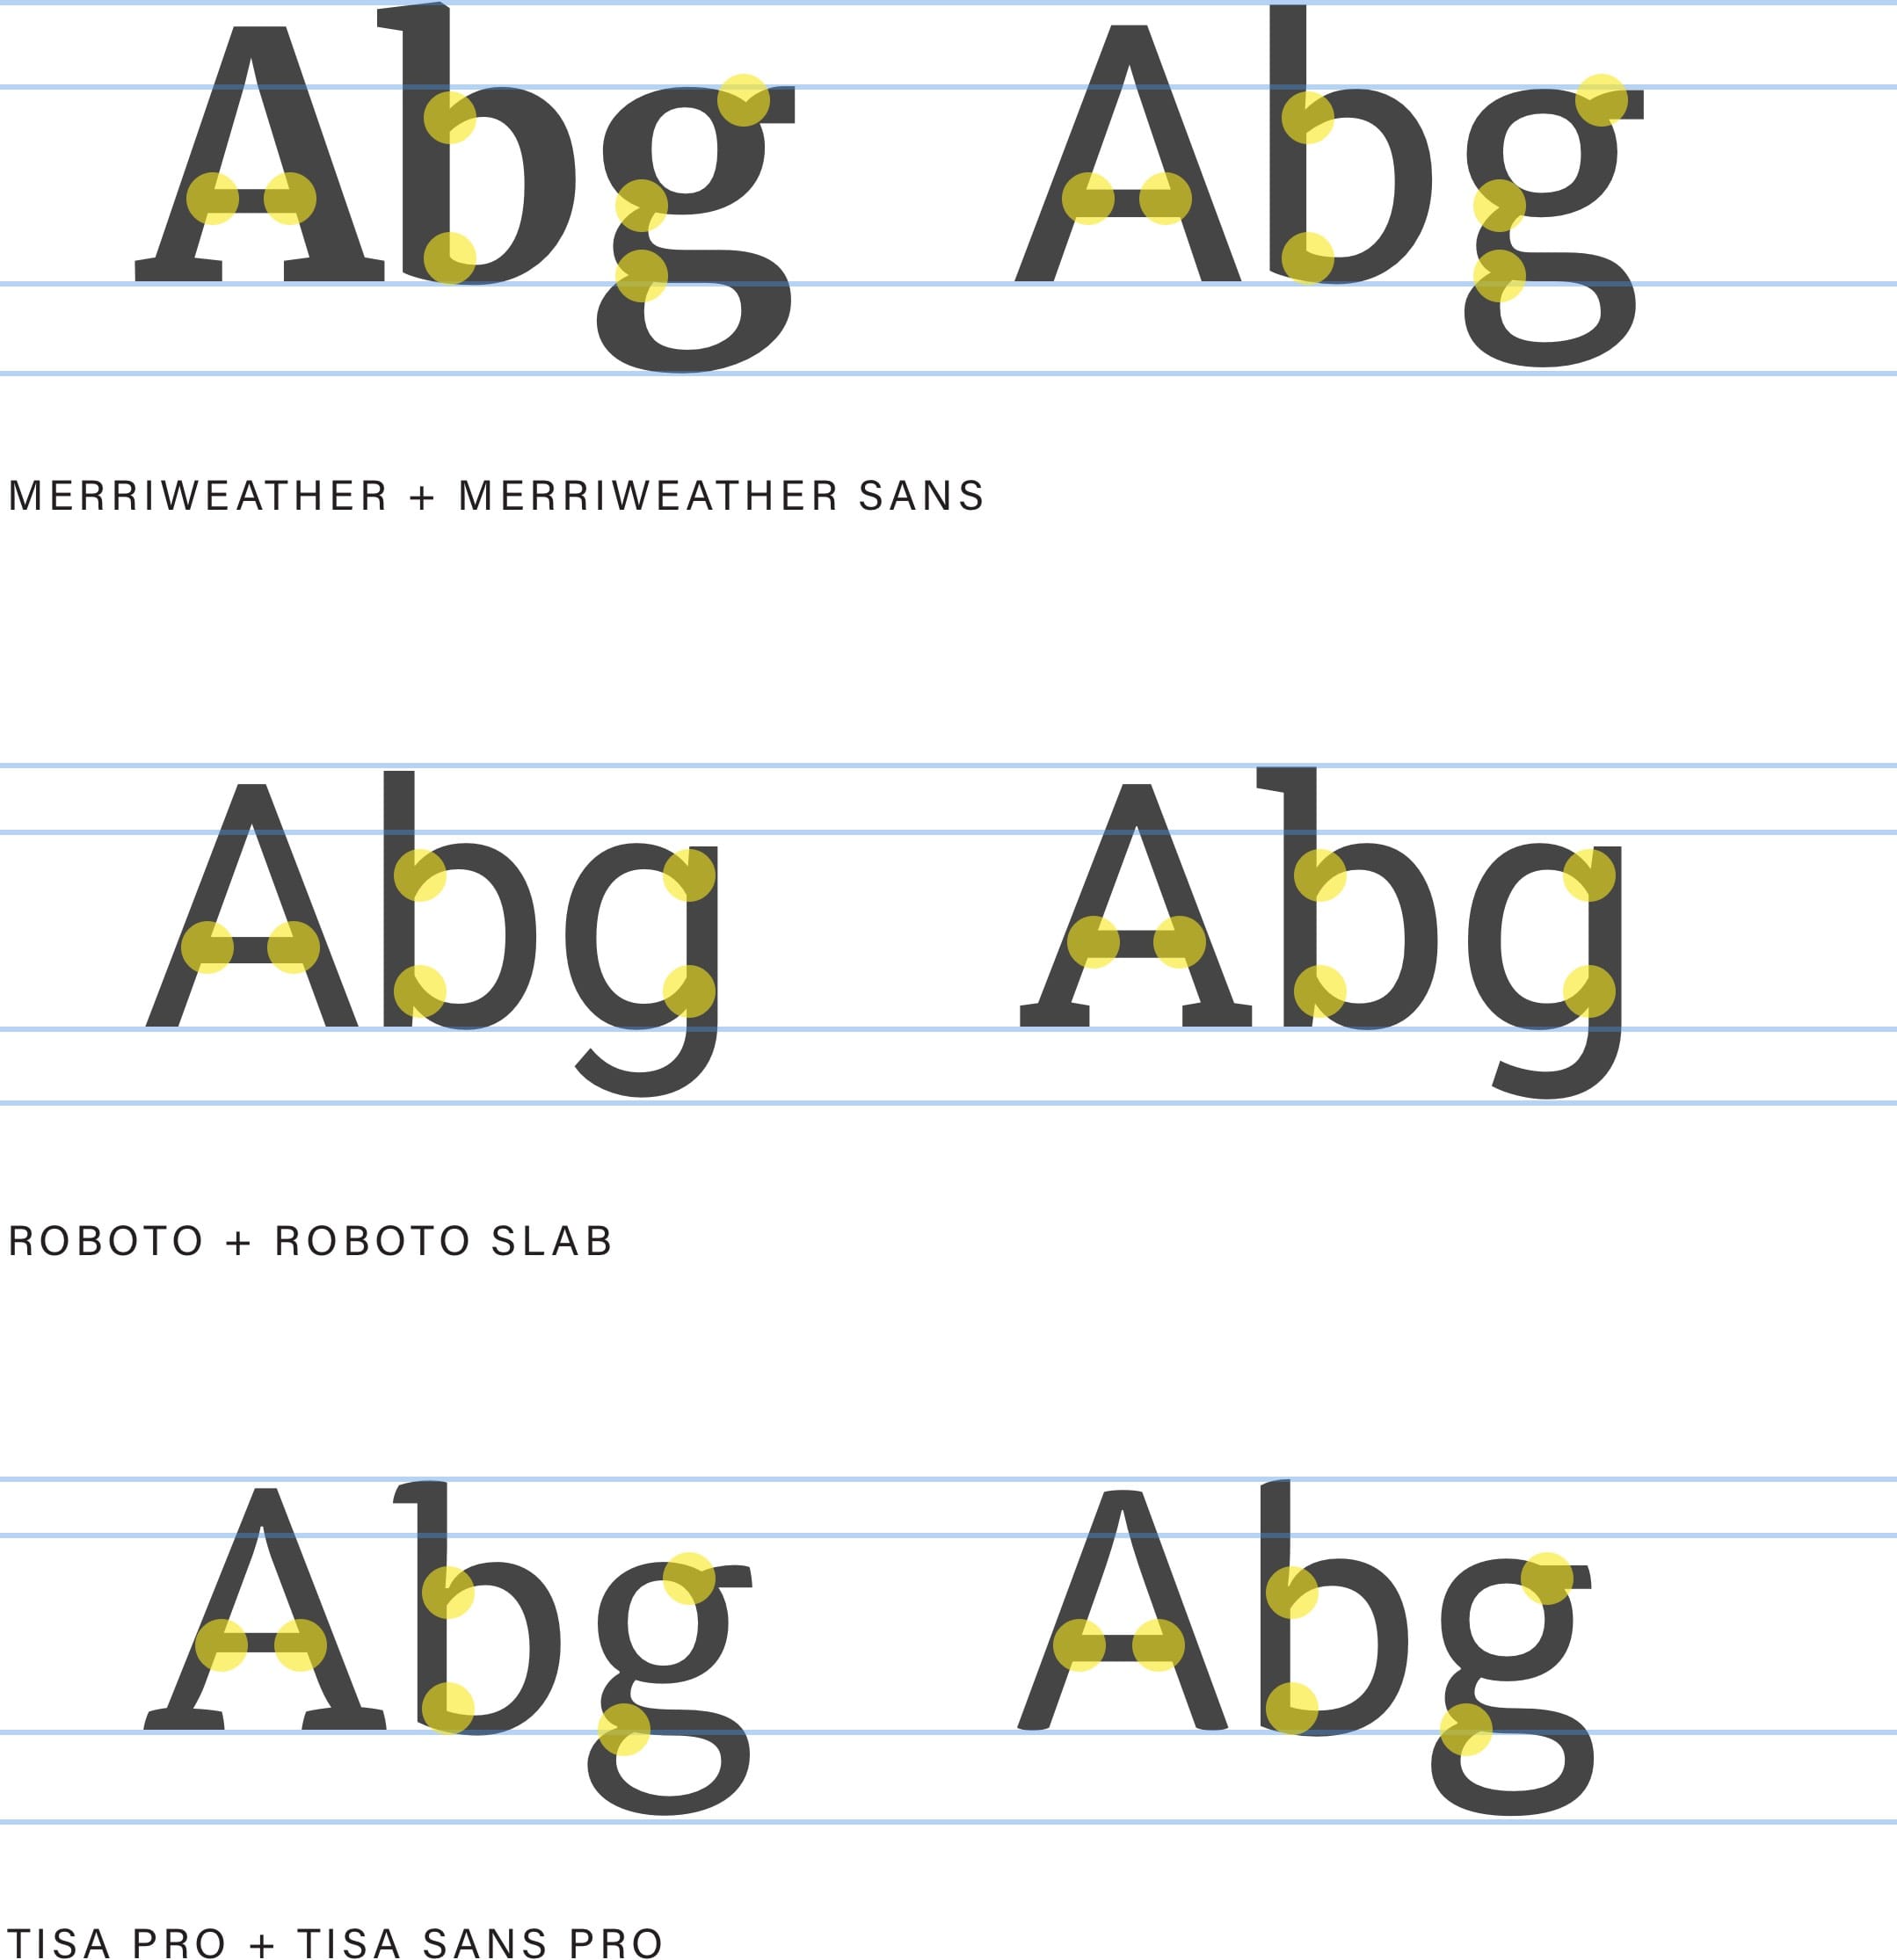 Abg Abg
MERRIWEATHER + MERRIWEATHER SANS
Abg Abg
ROBOTO + ROBOTO SLAB
Abg Abg
TISA PRO + TISA SANS PRO